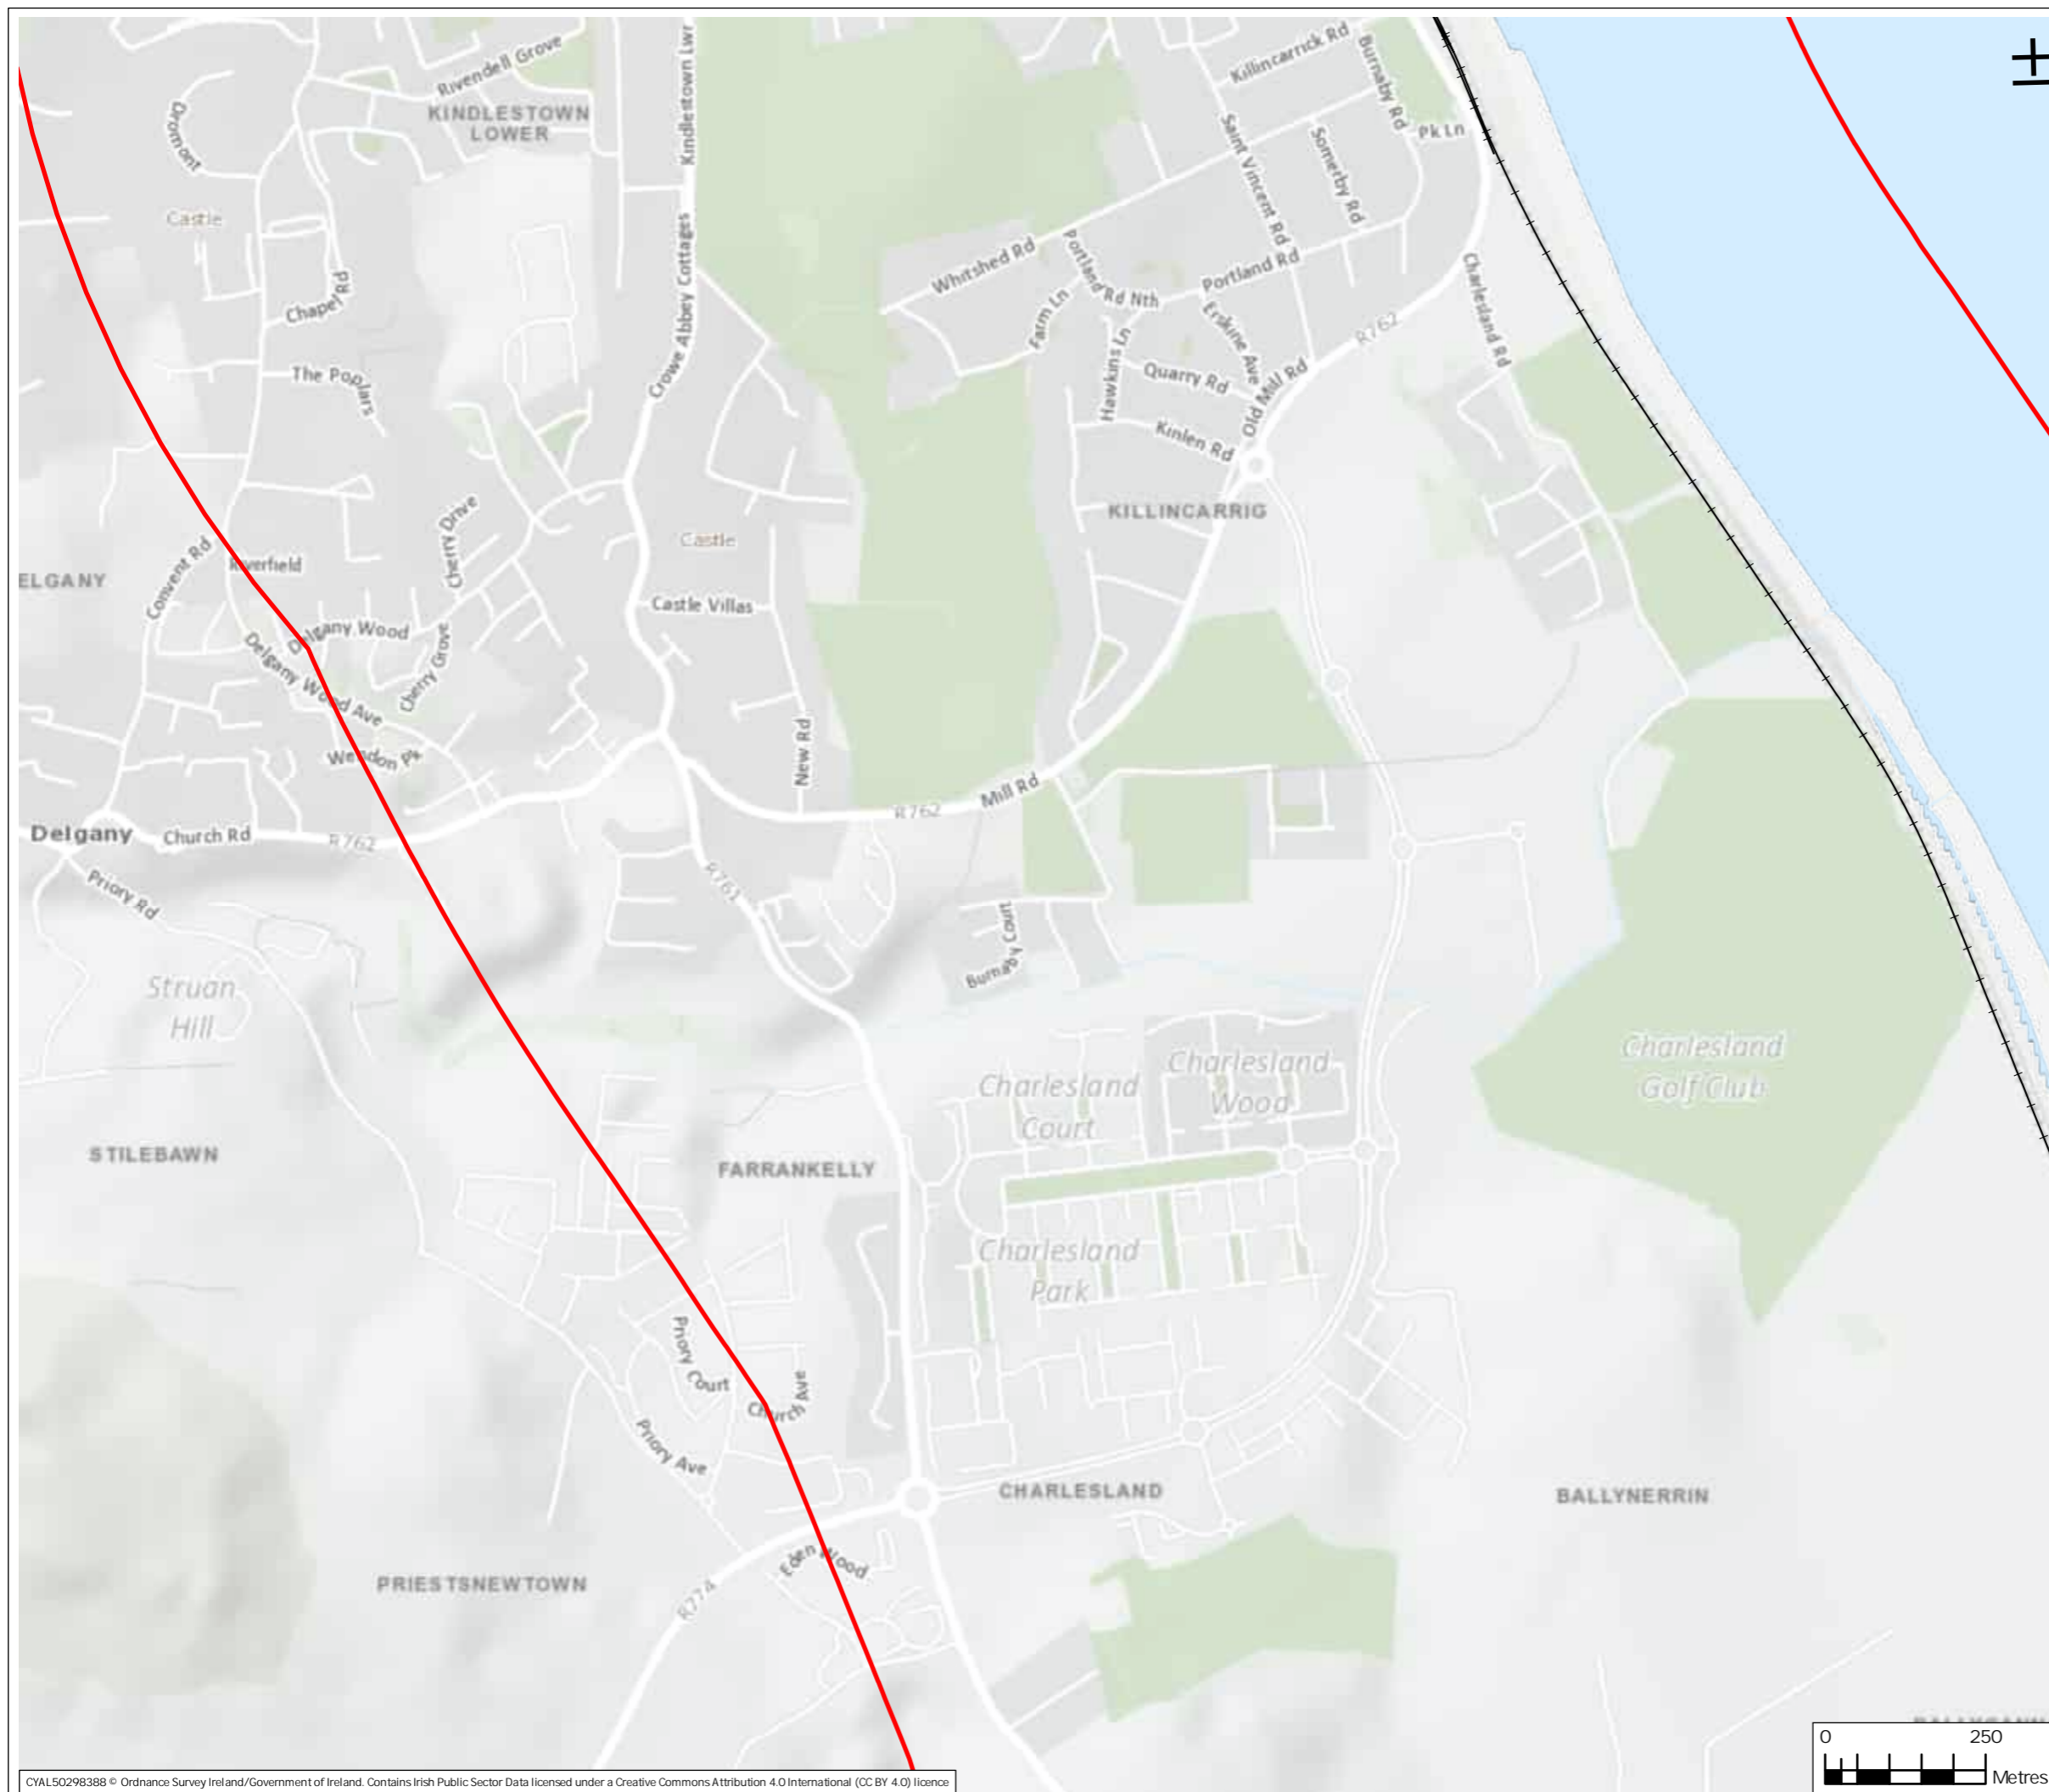 Rivendell Grove
Kindlestown Lwr
Killincarrick Rd
Burnaby Rd
Dromont
KINDLESTOWN
LOWER
Pk Ln
Saint Vincent Rd
Somerby Rd
Castle
Crowe Abbey Cottages
Whitshed Rd
Portland Rd Nth
Portland Rd
Charlesland Rd
Chapel Rd
Farm Ln
Erskine Ave
R762
Hawkins Ln
The Poplars
Quarry Rd
Old Mill Rd
Kinlen Rd
KILLINCARRIG
Cherry Drive
Castle
Convent Rd
Riverfield
ELGANY
Castle Villas
Delgany Wood
Cherry Grove
Delgany Wood Ave
New Rd
Wendon Pk
Mill Rd
R762
Delgany
Church Rd
R762
R761
Priory Rd
Burnaby Court
Struan
Hill
Charlesland
Golf Club
Charlesland
Wood
Charlesland
Court
STILEBAWN
FARRANKELLY
Charlesland
Park
Priory Court
Church Ave
Priory Ave
CHARLESLAND
BALLYNERRIN
Eden Wood
PRIESTSNEWTOWN
R774
0 250
Metres
CYAL50298388 © Ordnance Survey Ireland/Government of Ireland. Contains Irish Public Sector Data licensed under a Creative Commons Attribution 4.0 International (CC BY 4.0) licence